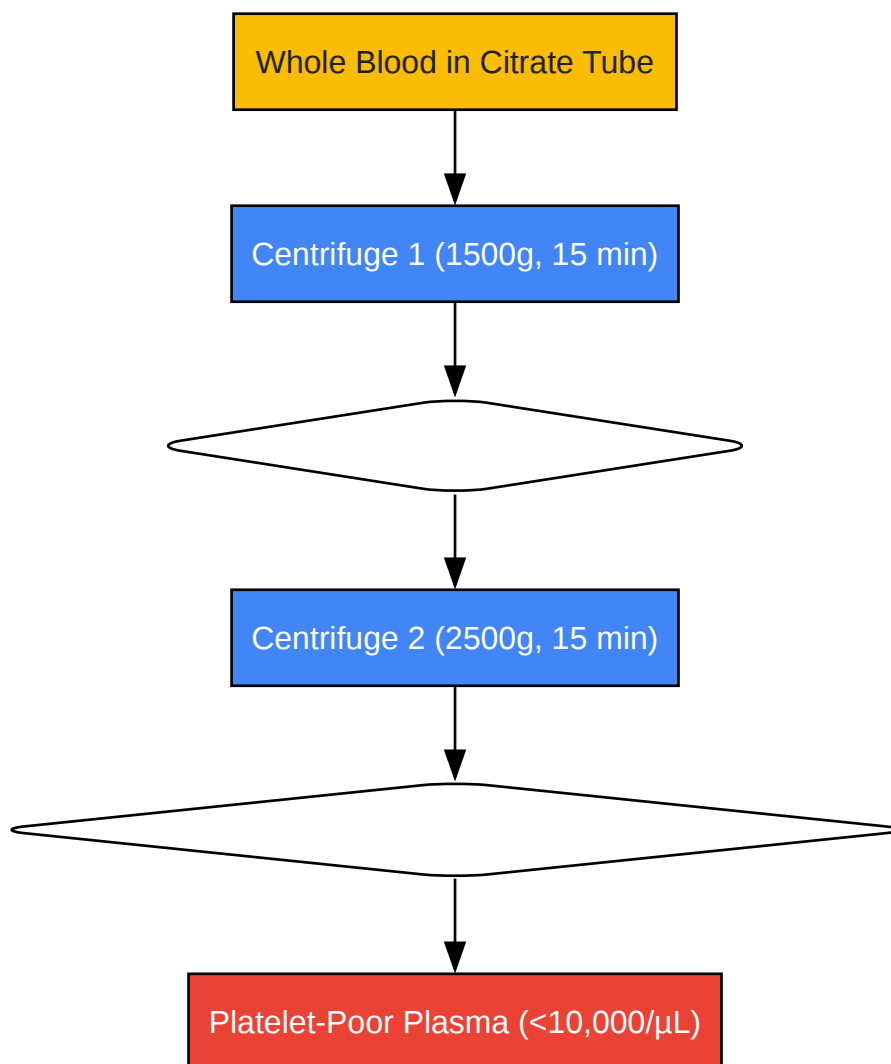 Whole Blood in Citrate Tube
Centrifuge 1 (1500g, 15 min)
Centrifuge 2 (2500g, 15 min)
Platelet-Poor Plasma (<10,000/µL)